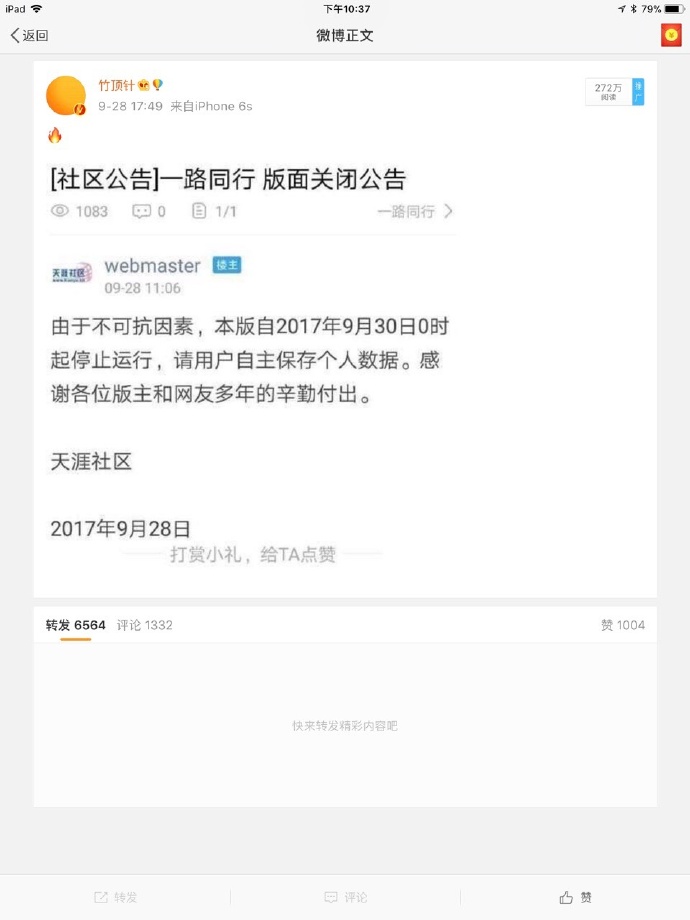 iPad 下午10:37 79%
返回 微博正文
竹顶针
9-28 17:49 来自iPhone 6s
272万
阅读
推广
[社区公告]一路同行 版面关闭公告
1083 0 1/1 一路同行
天涯社区
webmaster 楼主
09-28 11:06
由于不可抗因素，本版自2017年9月30日0时
起停止运行，请用户自主保存个人数据。感
谢各位版主和网友多年的辛勤付出。
天涯社区
2017年9月28日
打赏小礼，给TA点赞
转发 6564 评论 1332 赞 1004
快来转发精彩内容吧
转发 评论 赞